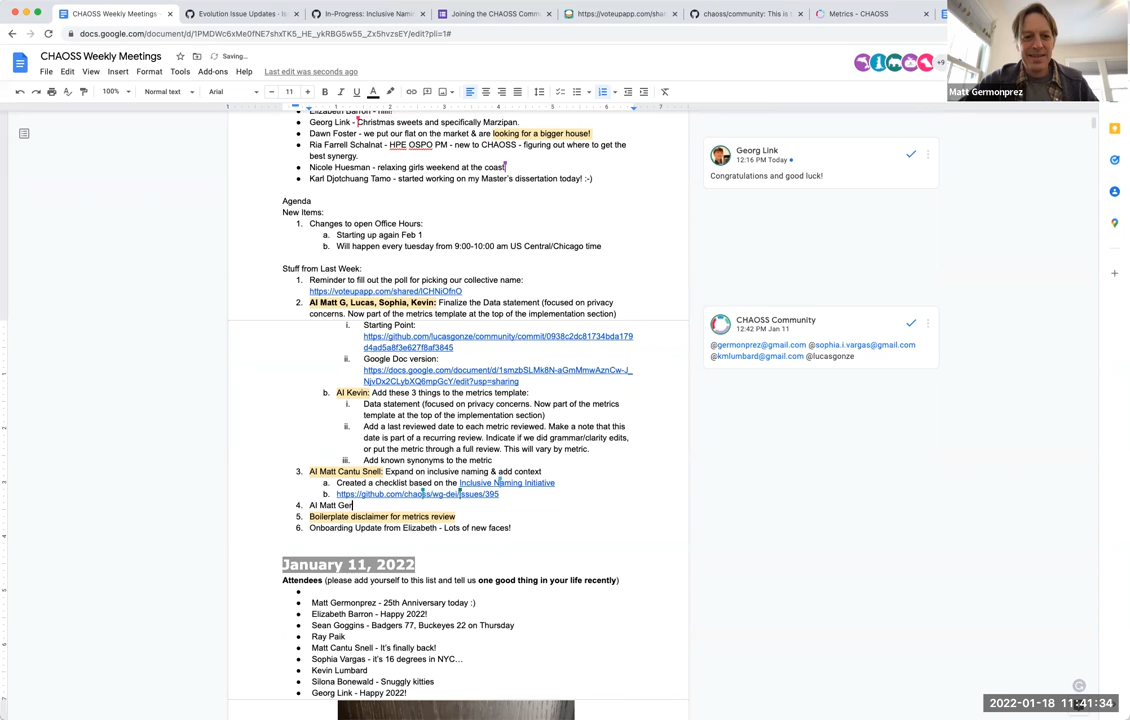 CHAOSS Weekly Meetings -
Evolution Issue Updates - Is
In-Progress: Inclusive Nami
Joining the CHAOSS Com
https://voteupapp.com/shar
chaoss/community: This is
Metrics - CHAOSS
docs.google.com/document/d/1PMDWc6xMe0fNE7shxTK5_HE_ykRBG5w55_Zx5hvzsEY/edit?pli=1#
CHAOSS Weekly Meetings
Saving...
File Edit View Insert Format Tools Add-ons Help Last edit was seconds ago
+9
Matt Germonprez
100% Normal text Arial 11
Elizabeth Barron - hiiii!
Georg Link - Christmas sweets and specifically Marzipan.
Dawn Foster - we put our flat on the market & are looking for a bigger house!
Ria Farrell Schalnat - HPE OSPO PM - new to CHAOSS - figuring out where to get the
best synergy.
Nicole Huesman - relaxing girls weekend at the coast
Karl Djotchuang Tamo - started working on my Master's dissertation today! :-)
Agenda
New Items:
1. Changes to open Office Hours:
a. Starting up again Feb 1
b. Will happen every tuesday from 9:00-10:00 am US Central/Chicago time
Stuff from Last Week:
1. Reminder to fill out the poll for picking our collective name:
https://voteupapp.com/shared/lCHNiOfnO
2. AI Matt G, Lucas, Sophia, Kevin: Finalize the Data statement (focused on privacy
concerns. Now part of the metrics template at the top of the implementation section)
i. Starting Point:
https://github.com/lucasgonze/community/commit/0938c2dc81734bda179
d4ad5a8f3e627f8af3845
ii. Google Doc version:
https://docs.google.com/document/d/1smzbSLMk8N-aGmMmwAznCw-J_
NjvDx2CLybXQ6mpGcY/edit?usp=sharing
b. AI Kevin: Add these 3 things to the metrics template:
i. Data statement (focused on privacy concerns. Now part of the metrics
template at the top of the implementation section)
ii. Add a last reviewed date to each metric reviewed. Make a note that this
date is part of a recurring review. Indicate if we did grammar/clarity edits,
or put the metric through a full review. This will vary by metric.
iii. Add known synonyms to the metric
3. AI Matt Cantu Snell: Expand on inclusive naming & add context
a. Created a checklist based on the Inclusive Naming Initiative
b. https://github.com/chaoss/wg-dei/issues/395
4. AI Matt Ger
5. Boilerplate disclaimer for metrics review
6. Onboarding Update from Elizabeth - Lots of new faces!
January 11, 2022
Attendees (please add yourself to this list and tell us one good thing in your life recently)
Matt Germonprez - 25th Anniversary today :)
Elizabeth Barron - Happy 2022!
Sean Goggins - Badgers 77, Buckeyes 22 on Thursday
Ray Paik
Matt Cantu Snell - It's finally back!
Sophia Vargas - it's 16 degrees in NYC...
Kevin Lumbard
Silona Bonewald - Snuggly kitties
Georg Link - Happy 2022!
Georg Link
12:16 PM Today
Congratulations and good luck!
CHAOSS Community
12:42 PM Jan 11
@germonprez@gmail.com @sophia.i.vargas@gmail.com
@kmlumbard@gmail.com @lucasgonze
2022-01-18 11:41:34